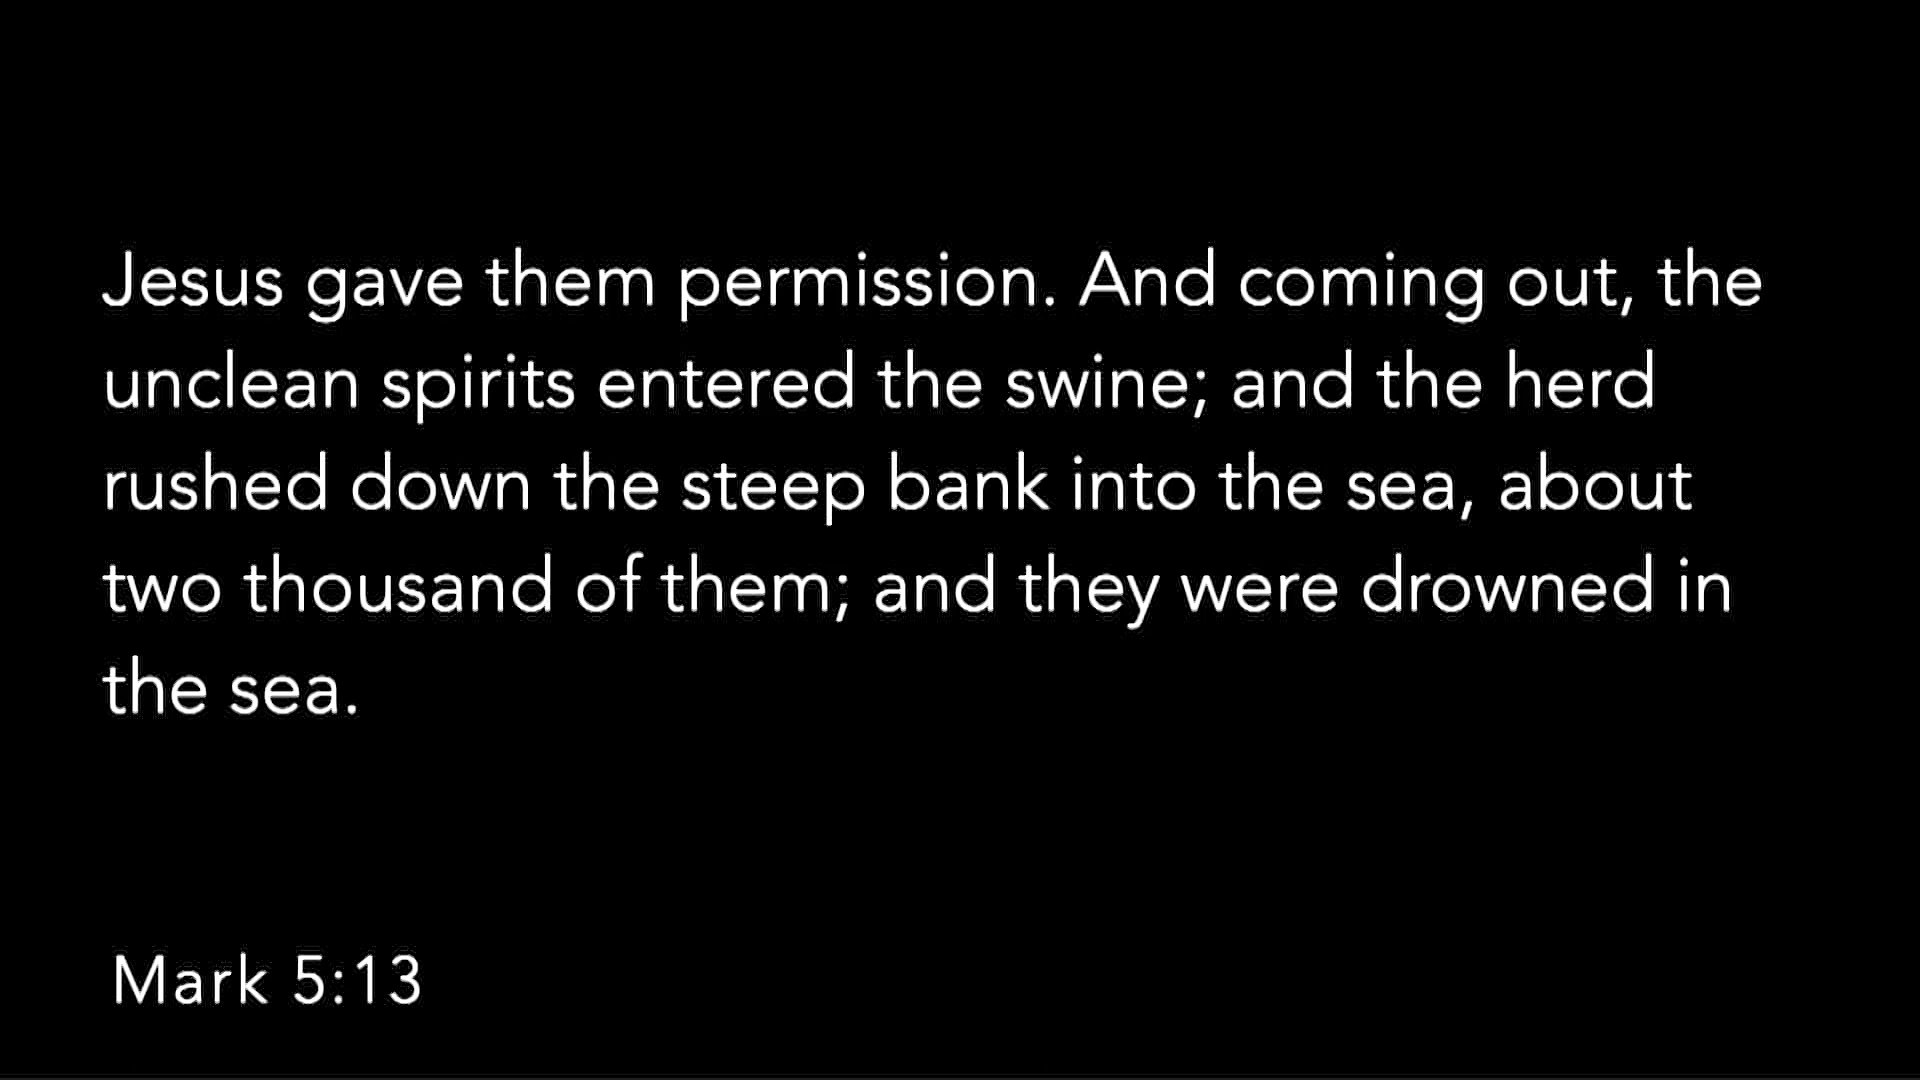 Jesus gave them permission. And coming out, the
unclean spirits entered the swine; and the herd
rushed down the steep bank into the sea, about
two thousand of them; and they were drowned in
the sea.
Mark 5:13